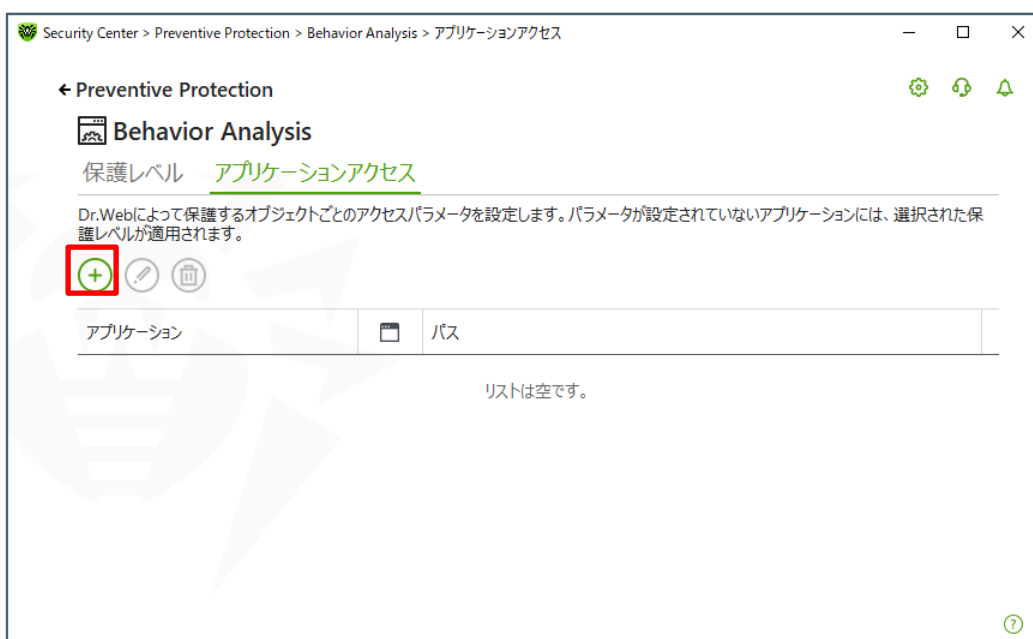 Security Center > Preventive Protection > Behavior Analysis > アプリケーションアクセス
Preventive Protection
Behavior Analysis
保護レベル アプリケーションアクセス
Dr.Webによって保護するオブジェクトごとのアクセスパラメータを設定します。パラメータが設定されていないアプリケーションには、選択された保
護レベルが適用されます。
アプリケーション パス
リストは空です。